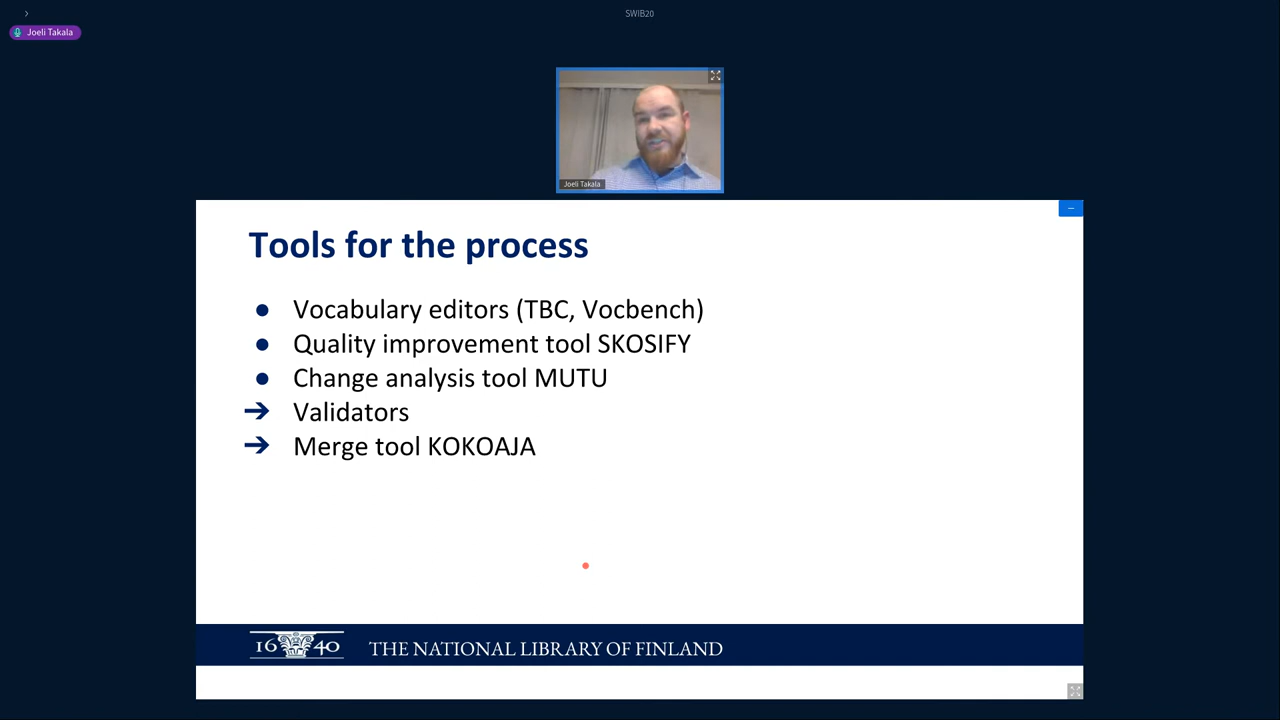 SWIB20
Joeli Takala
Joeli Takala
Tools for the process
● Vocabulary editors (TBC, Vocbench)
● Quality improvement tool SKOSIFY
● Change analysis tool MUTU
➔ Validators
➔ Merge tool KOKOAJA
16 40 THE NATIONAL LIBRARY OF FINLAND